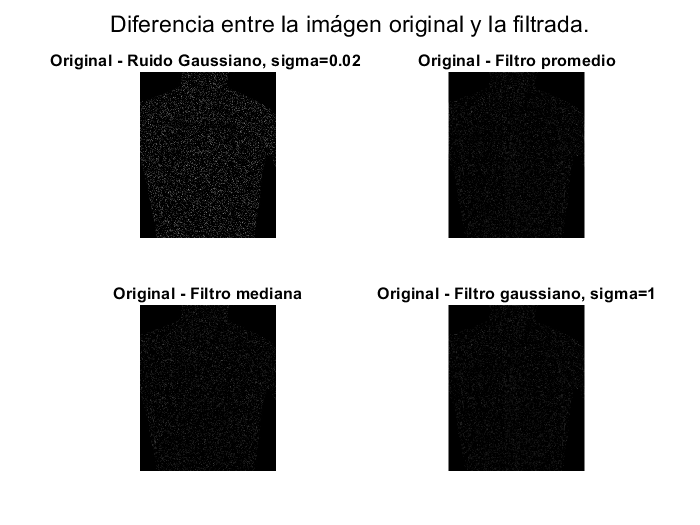 Diferencia entre la imágen original y la filtrada.
Original - Ruido Gaussiano, sigma=0.02
Original - Filtro promedio
Original - Filtro mediana
Original - Filtro gaussiano, sigma=1